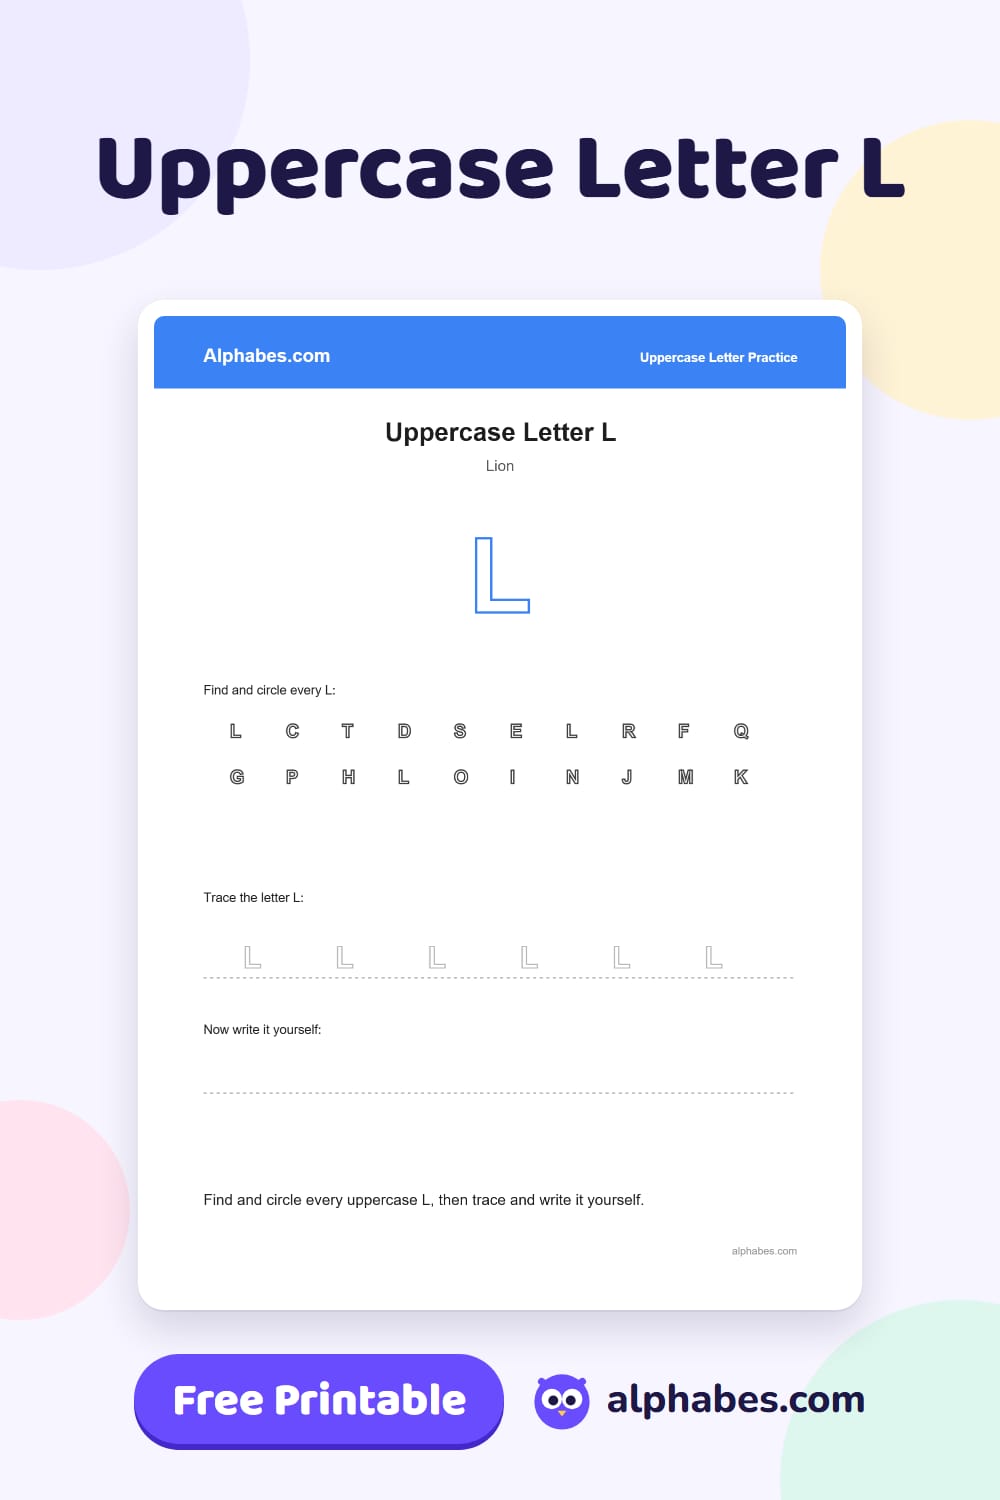 Uppercase Letter L
Alphabes.com
Uppercase Letter Practice
Uppercase Letter L
Lion
L
Find and circle every L:
L C T D S E L R F Q
G P H L O I N J M K
Trace the letter L:
L L L L L L
Now write it yourself:
Find and circle every uppercase L, then trace and write it yourself.
alphabes.com
Free Printable
alphabes.com